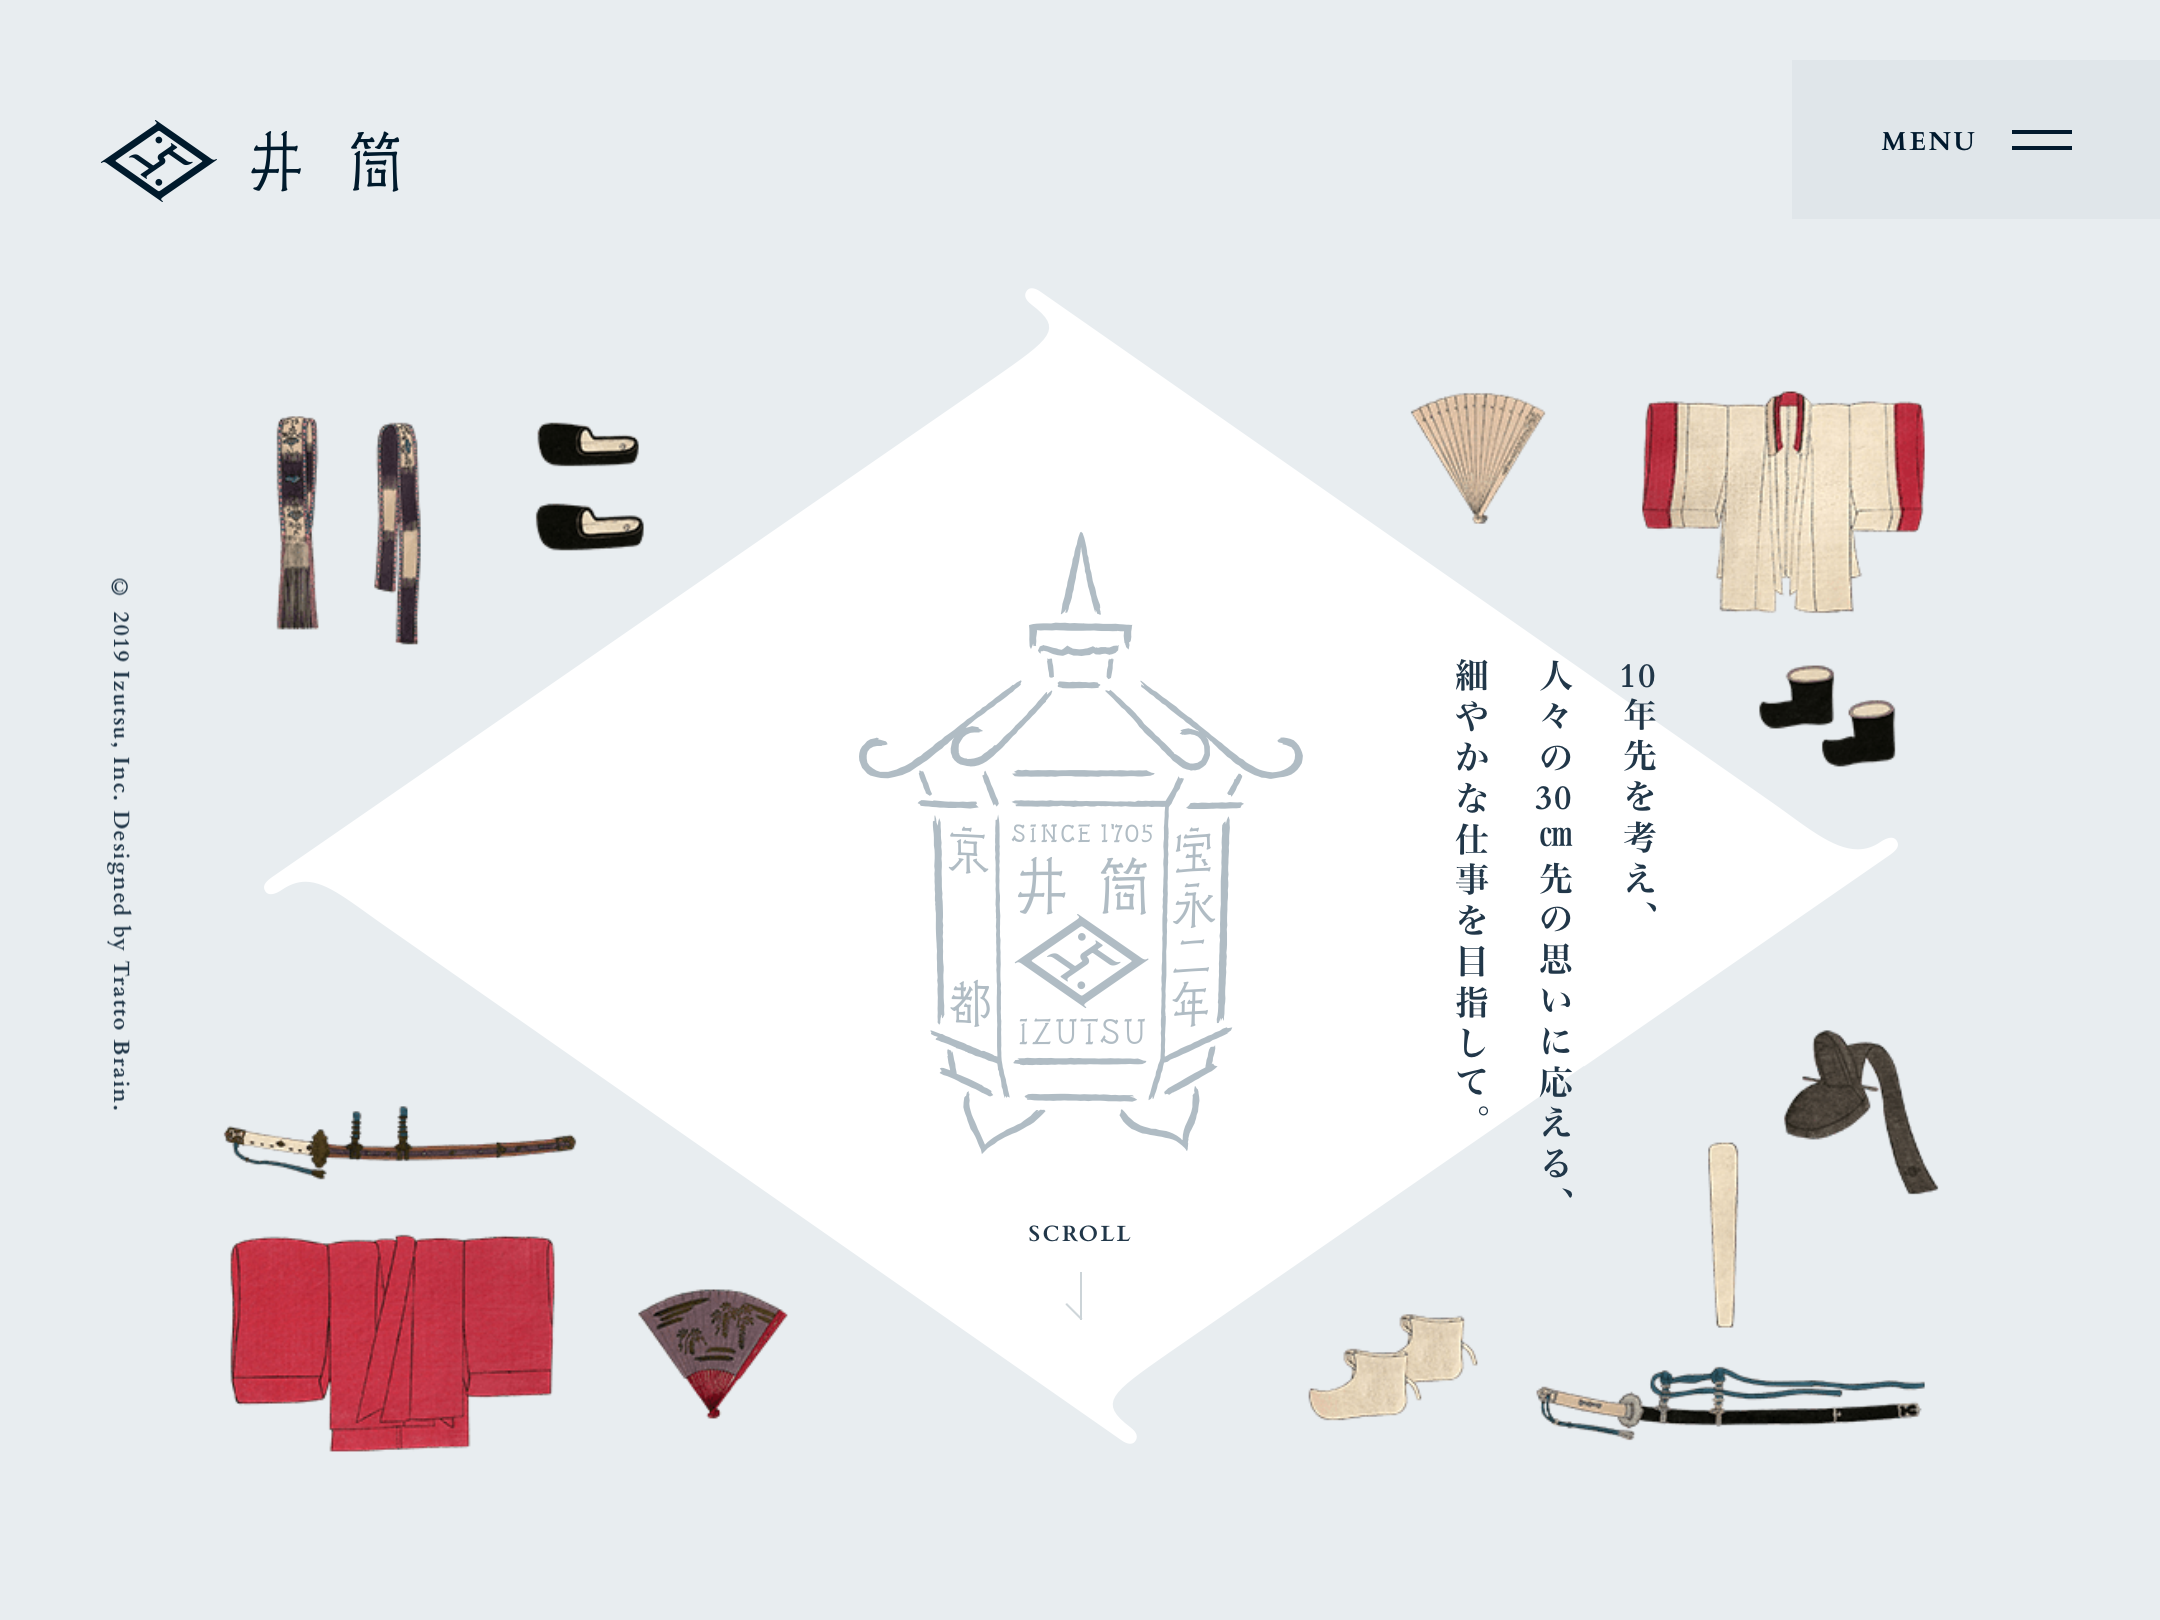 井筒
MENU
10年先を考え、
人々の30㎝先の思いに応える、
細やかな仕事を目指して。
京都
SINCE 1705
井筒
IZUTSU
宝永二年
© 2019 Izutsu, Inc. Designed by Tratto Brain.
SCROLL